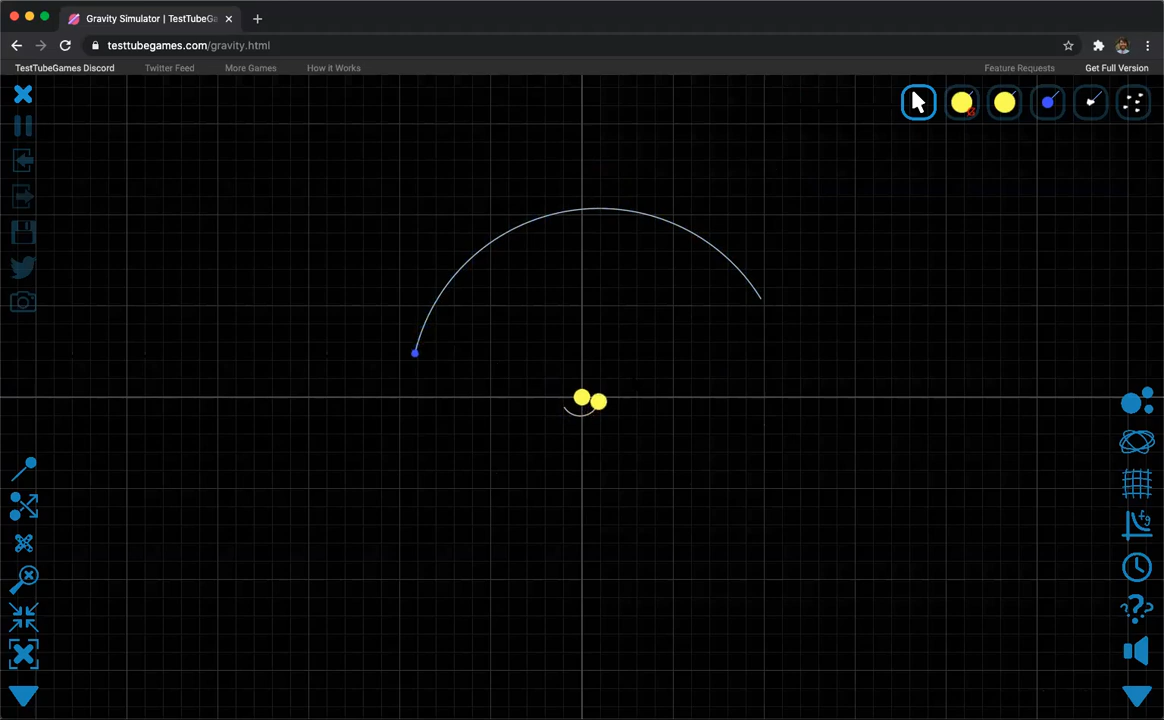 Gravity Simulator | TestTubeGa
testtubegames.com/gravity.html
TestTubeGames Discord Twitter Feed More Games How it Works Feature Requests Get Full Version